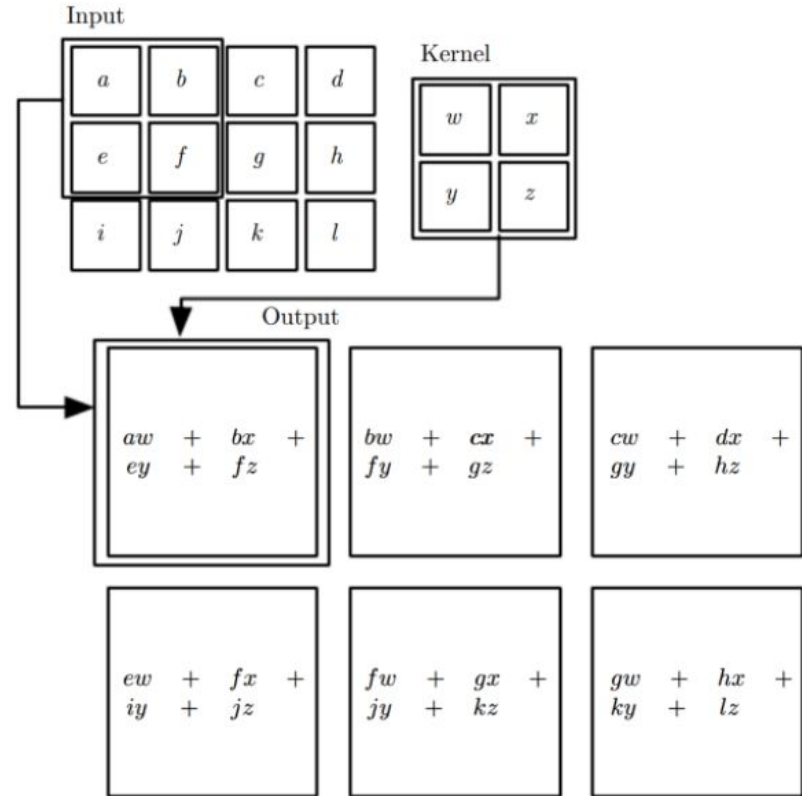 Input
Kernel
a b c d
w x
e f g h
y z
i j k l
Output
aw + bx +
ey + fz
bw + cx +
fy + gz
cw + dx +
gy + hz
ew + fx +
iy + jz
fw + gx +
jy + kz
gw + hx +
ky + lz